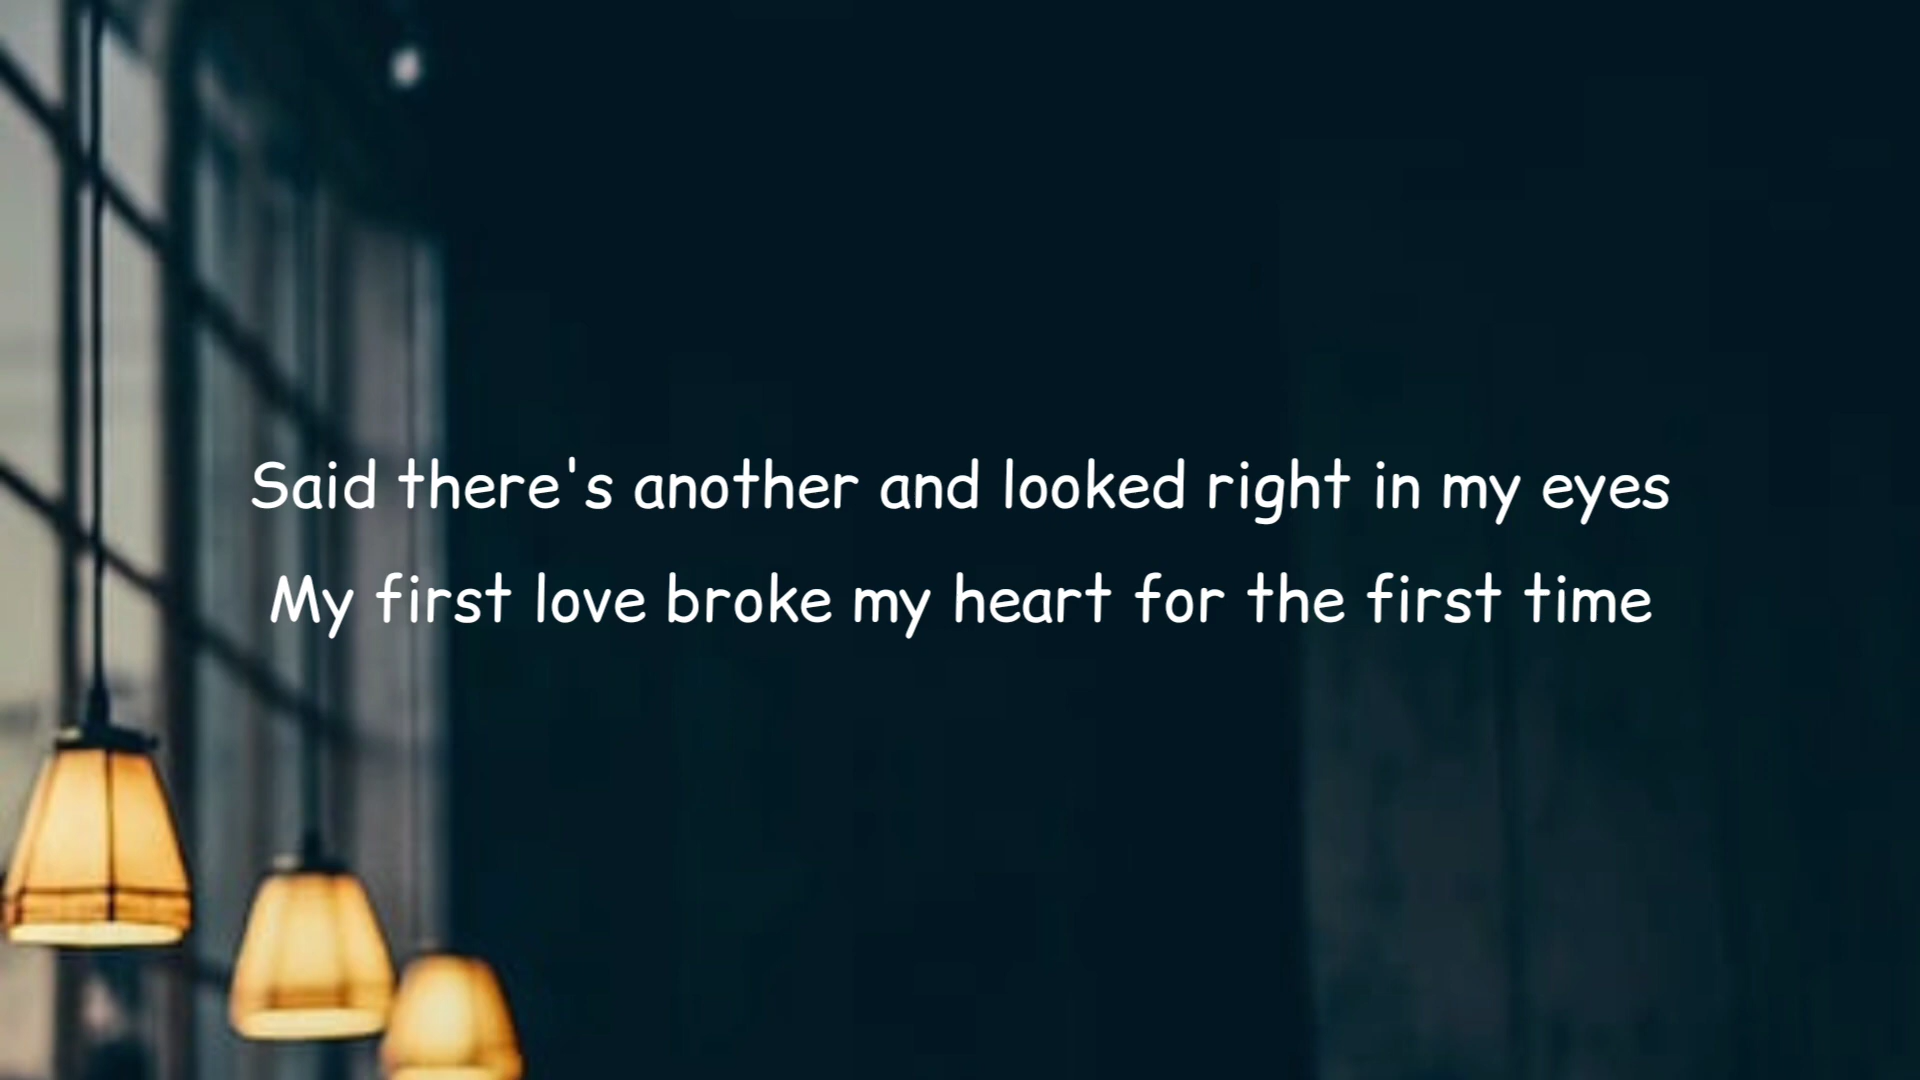 Said there's another and looked right in my eyes
My first love broke my heart for the first time